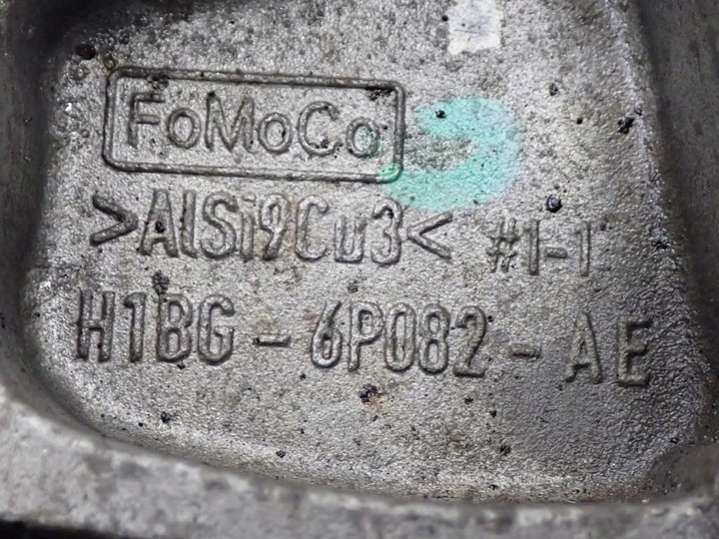 FoMoCo
>AlSi9Cu3< #1-1
H1BG - 6P082 - AE